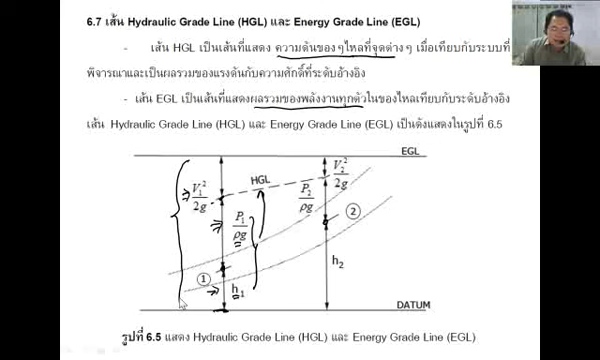 6.7 เส้น Hydraulic Grade Line (HGL) และ Energy Grade Line (EGL)
- เส้น HGL เป็นเส้นที่แสดง ความดันของๆไหลที่จุดต่างๆ เมื่อเทียบกับระบบที่
พิจารณาและเป็นผลรวมของแรงดันกับความศักดิ์ที่ระดับอ้างอิง
- เส้น EGL เป็นเส้นที่แสดงผลรวมของพลังงานทุกตัวในของไหลเทียบกับระดับอ้างอิง
เส้น Hydraulic Grade Line (HGL) และ Energy Grade Line (EGL) เป็นดังแสดงในรูปที่ 6.5
EGL
V₁²/2g
HGL
V₂²/2g
P₁/ρg
P₂/ρg
②
①
h₁
h₂
DATUM
รูปที่ 6.5 แสดง Hydraulic Grade Line (HGL) และ Energy Grade Line (EGL)